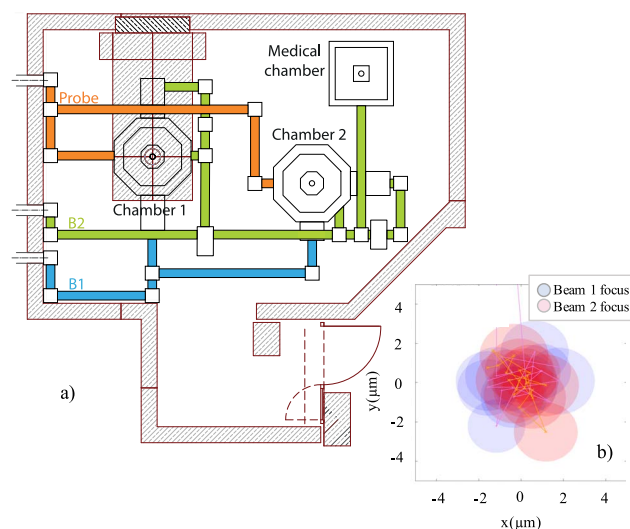 Medical
chamber
Probe
Chamber 2
Chamber 1
B2
B1
Beam 1 focus
Beam 2 focus
a)
4
2
0
-2
-4
y(μm)
b)
-4 -2 0 2 4
x(μm)